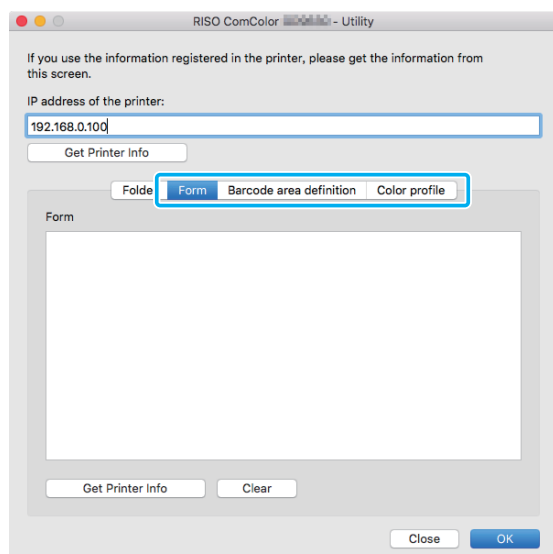 RISO ComColor - Utility
If you use the information registered in the printer, please get the information from
this screen.
IP address of the printer:
192.168.0.100
Get Printer Info
Folde Form Barcode area definition Color profile
Form
Get Printer Info Clear
Close OK